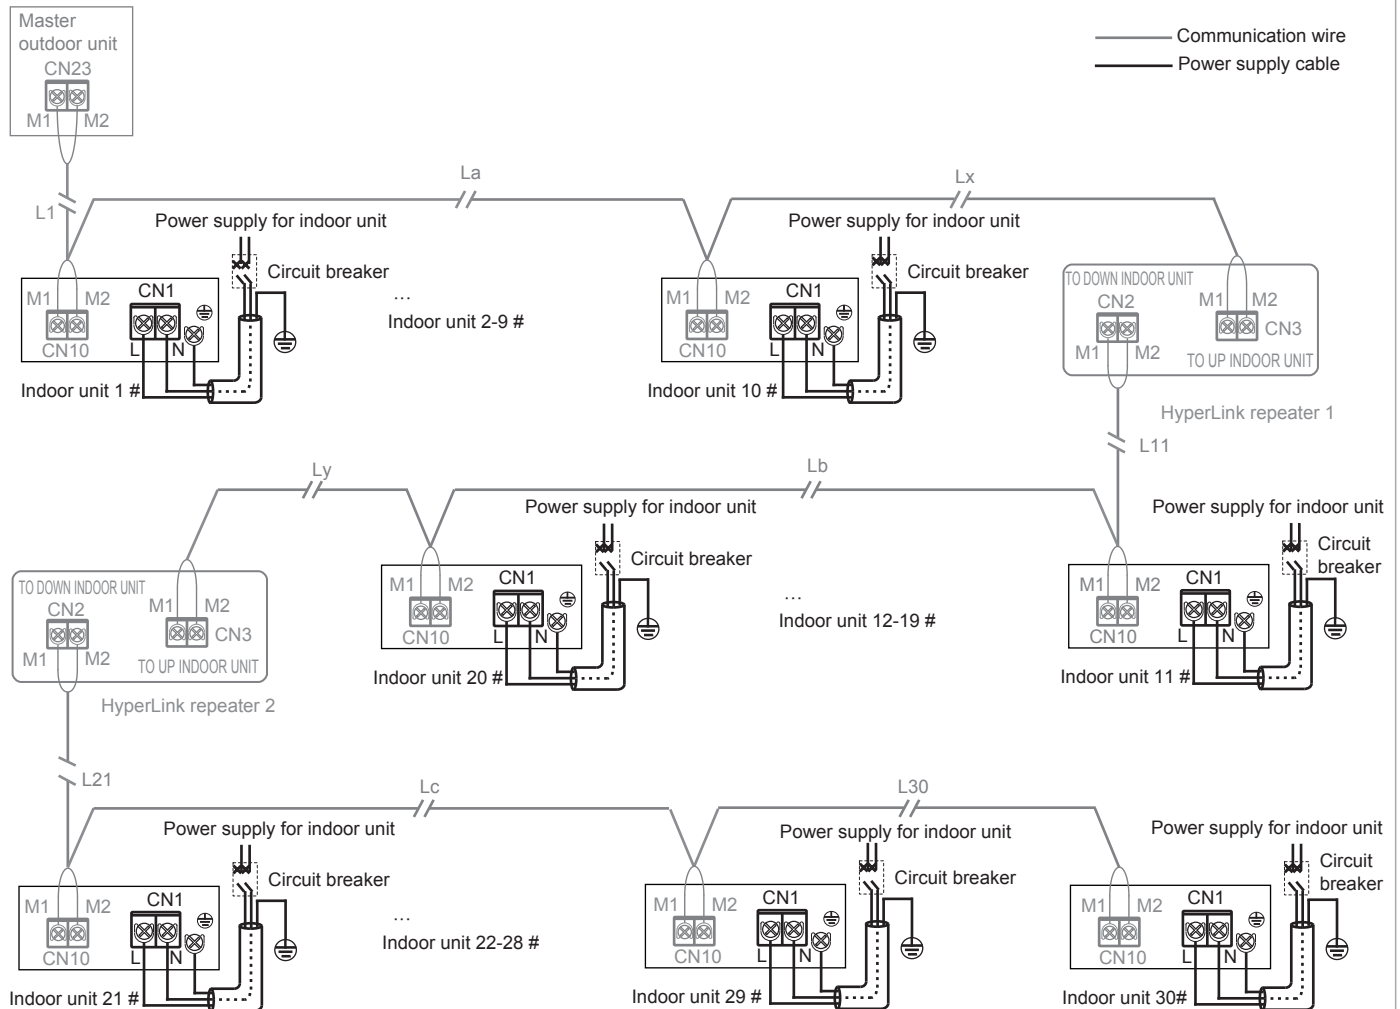 Master
outdoor unit
CN23
M1 M2
Communication wire
Power supply cable
L1
La
Lx
Power supply for indoor unit
Circuit breaker
M1 M2
CN1
CN10
L N
Indoor unit 1 #
...
Indoor unit 2-9 #
Power supply for indoor unit
Circuit breaker
M1 M2
CN1
CN10
L N
Indoor unit 10 #
TO DOWN INDOOR UNIT
CN2
M1 M2
M1 M2
CN3
TO UP INDOOR UNIT
HyperLink repeater 1
L11
Ly
Lb
TO DOWN INDOOR UNIT
CN2
M1 M2
M1 M2
CN3
TO UP INDOOR UNIT
HyperLink repeater 2
Power supply for indoor unit
Circuit breaker
M1 M2
CN1
CN10
L N
Indoor unit 20 #
...
Indoor unit 12-19 #
Power supply for indoor unit
Circuit
breaker
M1 M2
CN1
CN10
L N
Indoor unit 11 #
L21
Lc
L30
Power supply for indoor unit
Circuit breaker
M1 M2
CN1
CN10
L N
Indoor unit 21 #
...
Indoor unit 22-28 #
Power supply for indoor unit
Circuit breaker
M1 M2
CN1
CN10
L N
Indoor unit 29 #
Power supply for indoor unit
Circuit
breaker
M1 M2
CN1
CN10
L N
Indoor unit 30#